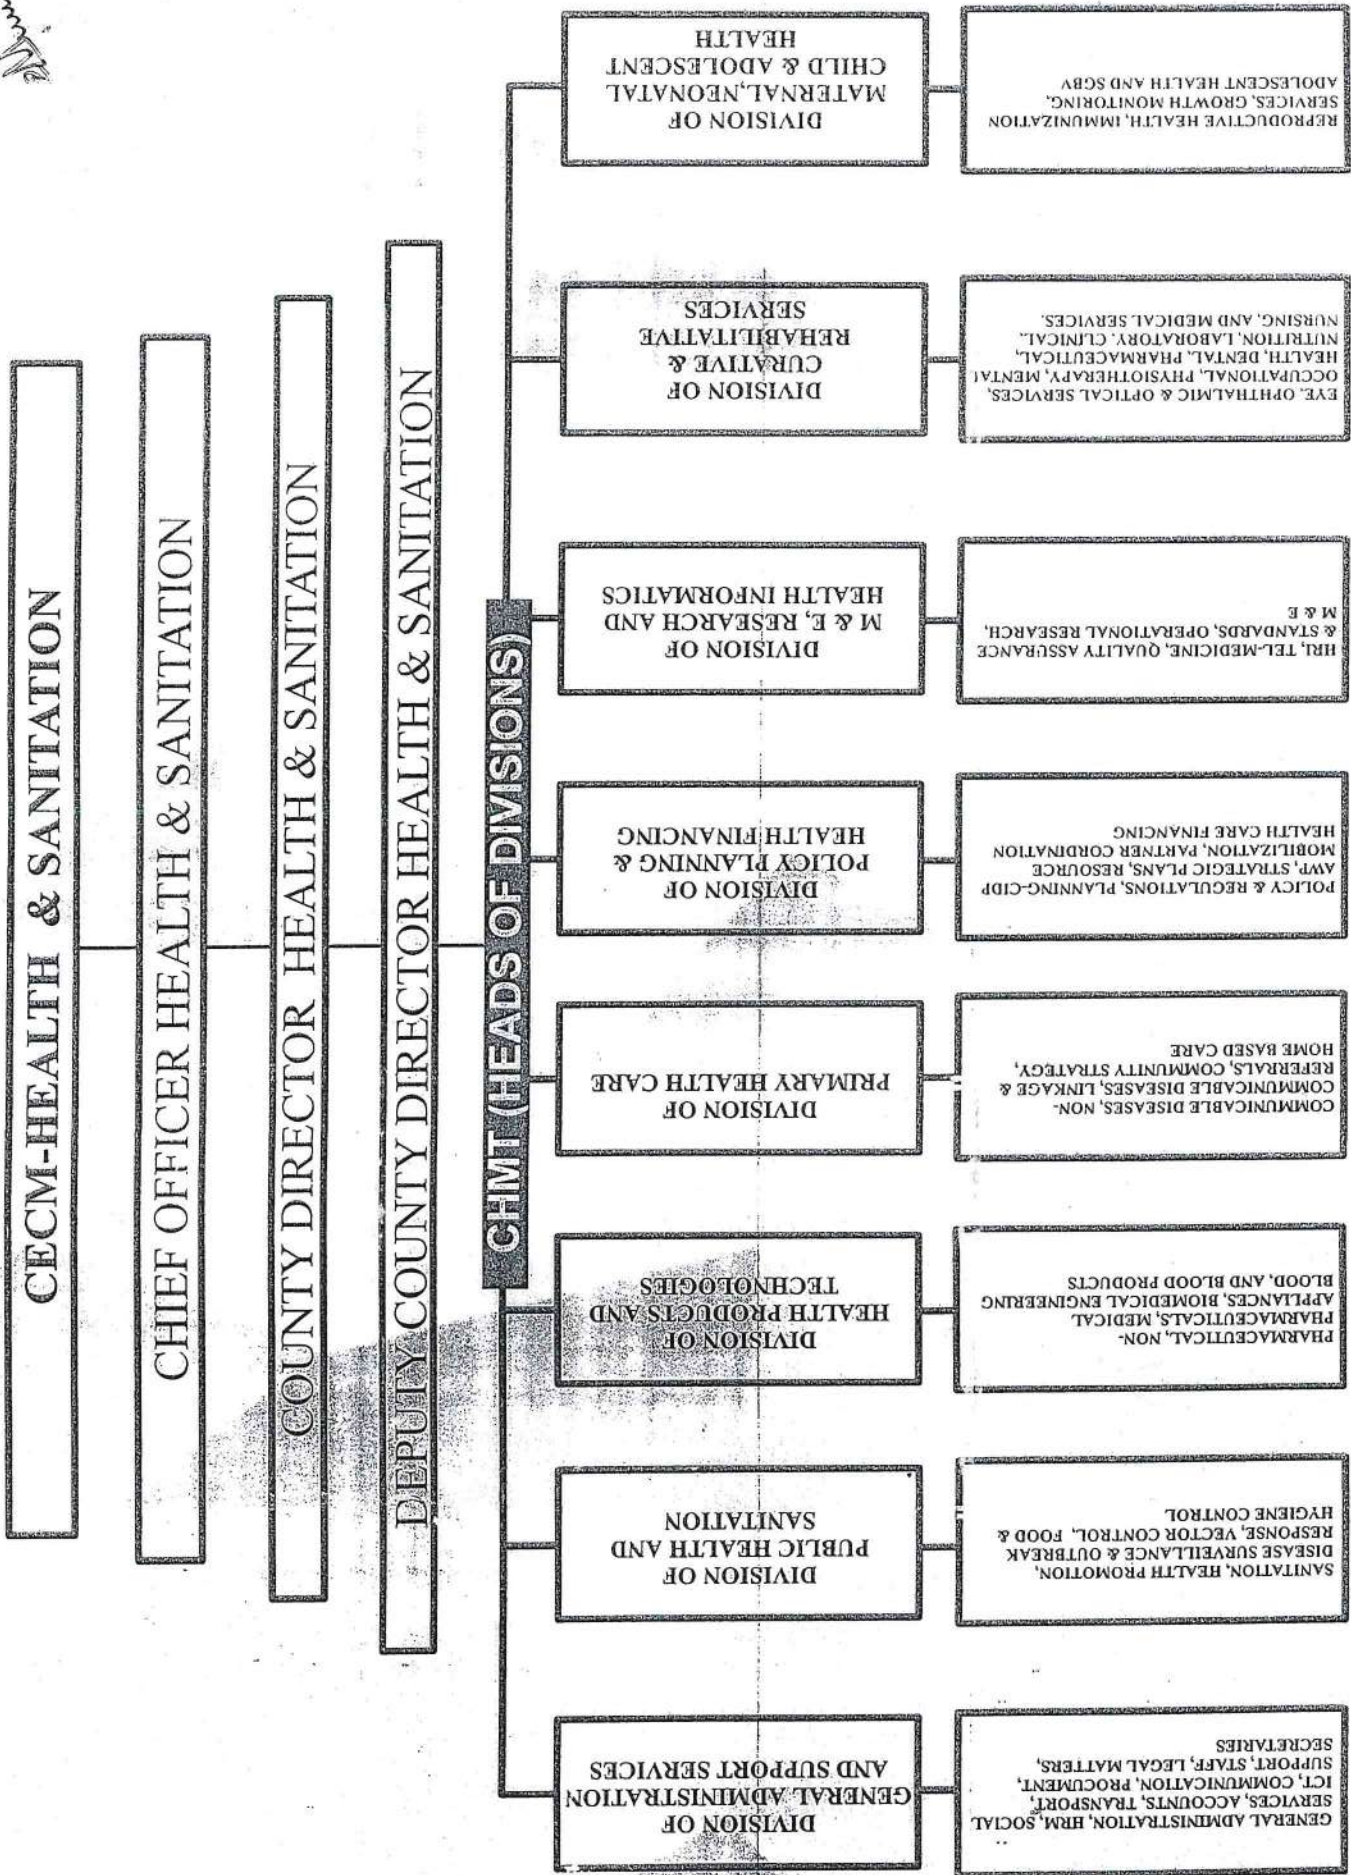 CECM-HEALTH & SANITATION
CHIEF OFFICER HEALTH & SANITATION
COUNTY DIRECTOR HEALTH & SANITATION
DEPUTY COUNTY DIRECTOR HEALTH & SANITATION
CHMT (HEADS OF DIVISIONS)
DIVISION OF
GENERAL ADMINISTRATION
AND SUPPORT SERVICES
GENERAL ADMINISTRATION, HRM, SOCIAL
SERVICES, ACCOUNTS, TRANSPORT,
ICT, COMMUNICATION, PROCUMENT,
SUPPORT, STAFF, LEGAL MATTERS,
SECRETARIES
DIVISION OF
PUBLIC HEALTH AND
SANITATION
SANITATION, HEALTH PROMOTION,
DISEASE SURVEILLANCE & OUTBREAK
RESPONSE, VECTOR CONTROL, FOOD &
HYGIENE CONTROL
DIVISION OF
HEALTH PRODUCTS AND
TECHNOLOGIES
PHARMACEUTICAL, NON-
PHARMACEUTICALS, MEDICAL
APPLIANCES, BIOMEDICAL ENGINEERING
BLOOD, AND BLOOD PRODUCTS
DIVISION OF
PRIMARY HEALTH CARE
COMMUNICABLE DISEASES, NON-
COMMUNICABLE DISEASES, LINKAGE &
REFERRALS, COMMUNITY STRATEGY,
HOME BASED CARE
DIVISION OF
POLICY PLANNING &
HEALTH FINANCING
POLICY & REGULATIONS, PLANNING-CIDP
AWP, STRATEGIC PLANS, RESOURCE
MOBILIZATION, PARTNER CORDINATION
HEALTH CARE FINANCING
DIVISION OF
M & E, RESEARCH AND
HEALTH INFORMATICS
HRI, TEL-MEDICINE, QUALITY ASSURANCE
& STANDARDS, OPERATIONAL RESEARCH,
M & E
DIVISION OF
CURATIVE &
REHABILITATIVE
SERVICES
EYE, OPHTHALMIC & OPTICAL SERVICES,
OCCUPATIONAL, PHYSIOTHERAPY, MENTAL
HEALTH, DENTAL, PHARMACEUTICAL,
NUTRITION, LABORATORY, CLINICAL,
NURSING, AND MEDICAL SERVICES.
DIVISION OF
MATERNAL,NEONATAL
CHILD & ADOLESCENT
HEALTH
REPRODUCTIVE HEALTH, IMMUNIZATION
SERVICES, GROWTH MONITORING,
ADOLESCENT HEALTH AND SGBV